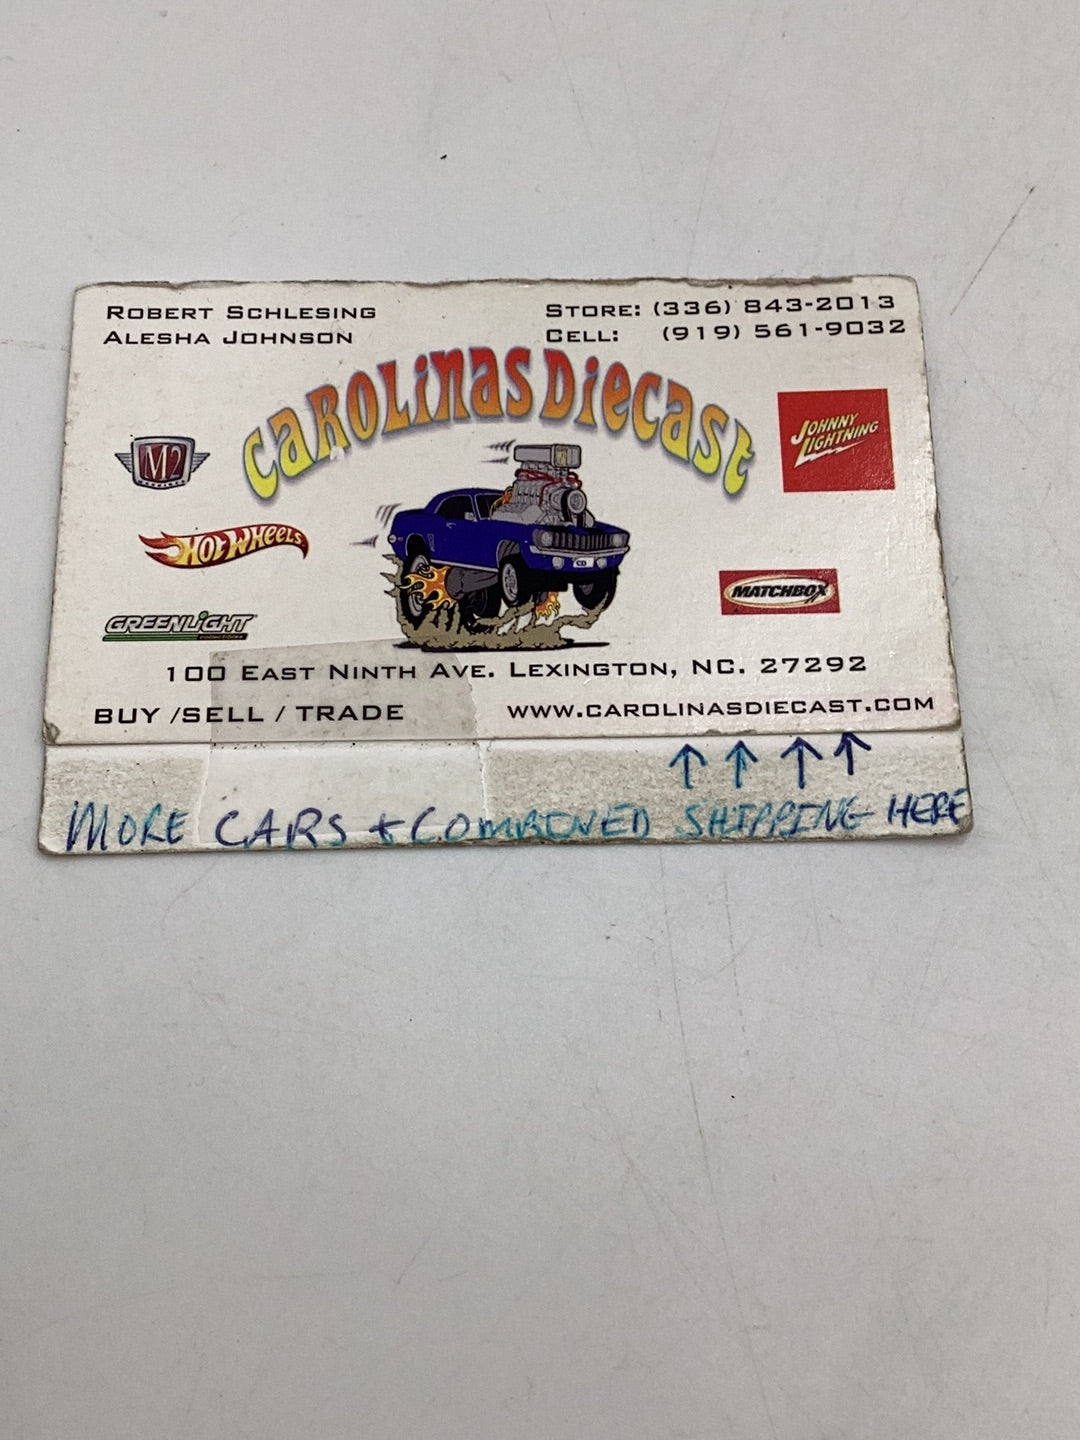 ROBERT SCHLESING
ALESHA JOHNSON
STORE: (336) 843-2013
CELL: (919) 561-9032
CAROLINAS DIECAST
M2
MACHINES
JOHNNY
LIGHTNING
HOT WHEELS
MATCHBOX
GREENLIGHT
CD
100 EAST NINTH AVE. LEXINGTON, NC. 27292
BUY /SELL / TRADE
WWW.CAROLINASDIECAST.COM
MORE CARS + COMBINED SHIPPING HERE